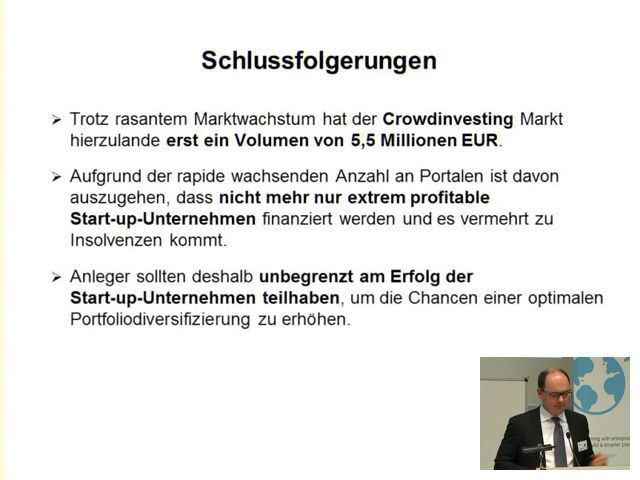 Schlussfolgerungen
➢ Trotz rasantem Marktwachstum hat der Crowdinvesting Markt
hierzulande erst ein Volumen von 5,5 Millionen EUR.
➢ Aufgrund der rapide wachsenden Anzahl an Portalen ist davon
auszugehen, dass nicht mehr nur extrem profitable
Start-up-Unternehmen finanziert werden und es vermehrt zu
Insolvenzen kommt.
➢ Anleger sollten deshalb unbegrenzt am Erfolg der
Start-up-Unternehmen teilhaben, um die Chancen einer optimalen
Portfoliodiversifizierung zu erhöhen.
with
a smarter